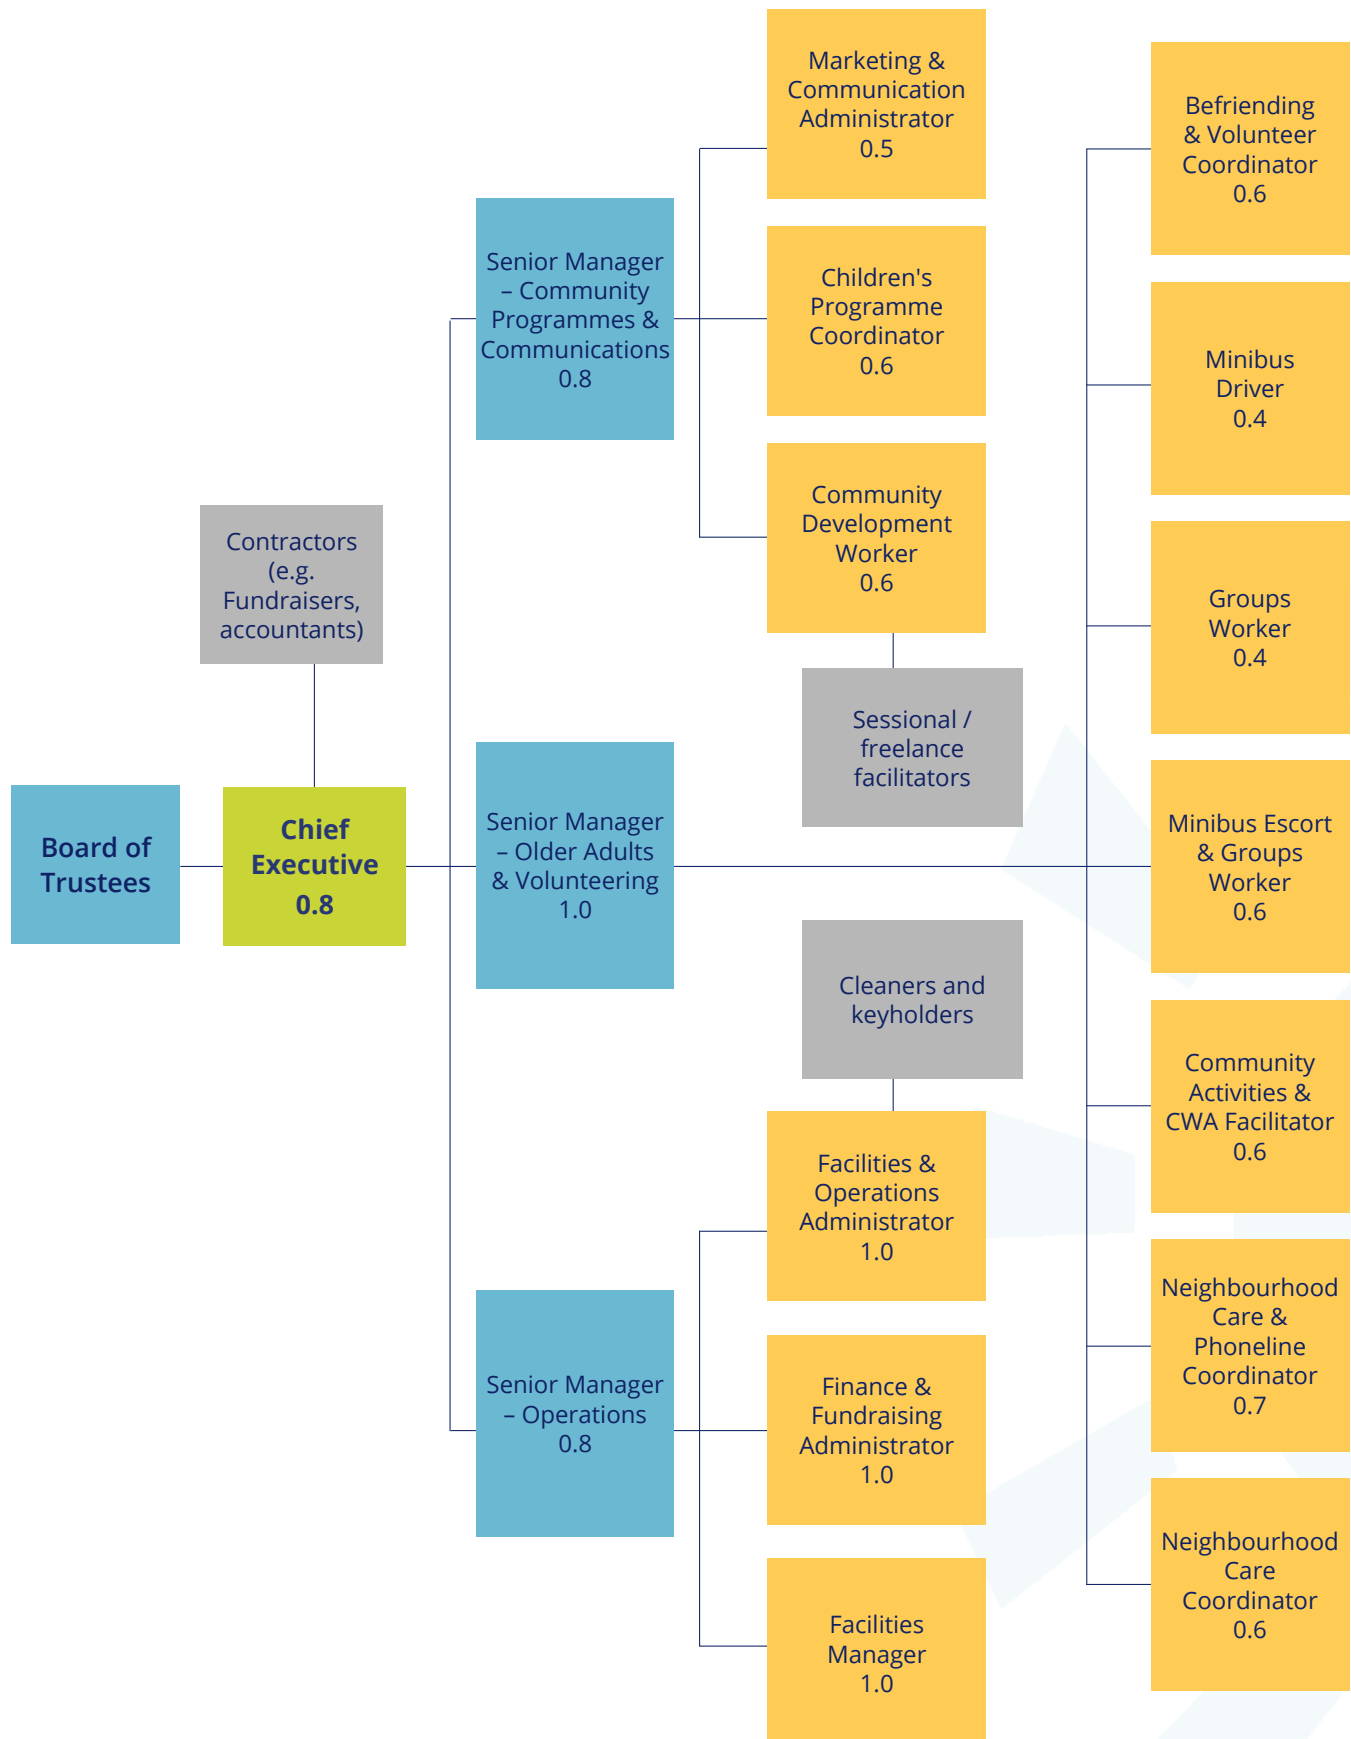 Board of
Trustees
Contractors
(e.g.
Fundraisers,
accountants)
Chief
Executive
0.8
Senior Manager
– Community
Programmes &
Communications
0.8
Marketing &
Communication
Administrator
0.5
Children's
Programme
Coordinator
0.6
Community
Development
Worker
0.6
Sessional /
freelance
facilitators
Senior Manager
– Older Adults
& Volunteering
1.0
Befriending
& Volunteer
Coordinator
0.6
Minibus
Driver
0.4
Groups
Worker
0.4
Minibus Escort
& Groups
Worker
0.6
Community
Activities &
CWA Facilitator
0.6
Neighbourhood
Care &
Phoneline
Coordinator
0.7
Neighbourhood
Care
Coordinator
0.6
Senior Manager
– Operations
0.8
Cleaners and
keyholders
Facilities &
Operations
Administrator
1.0
Finance &
Fundraising
Administrator
1.0
Facilities
Manager
1.0